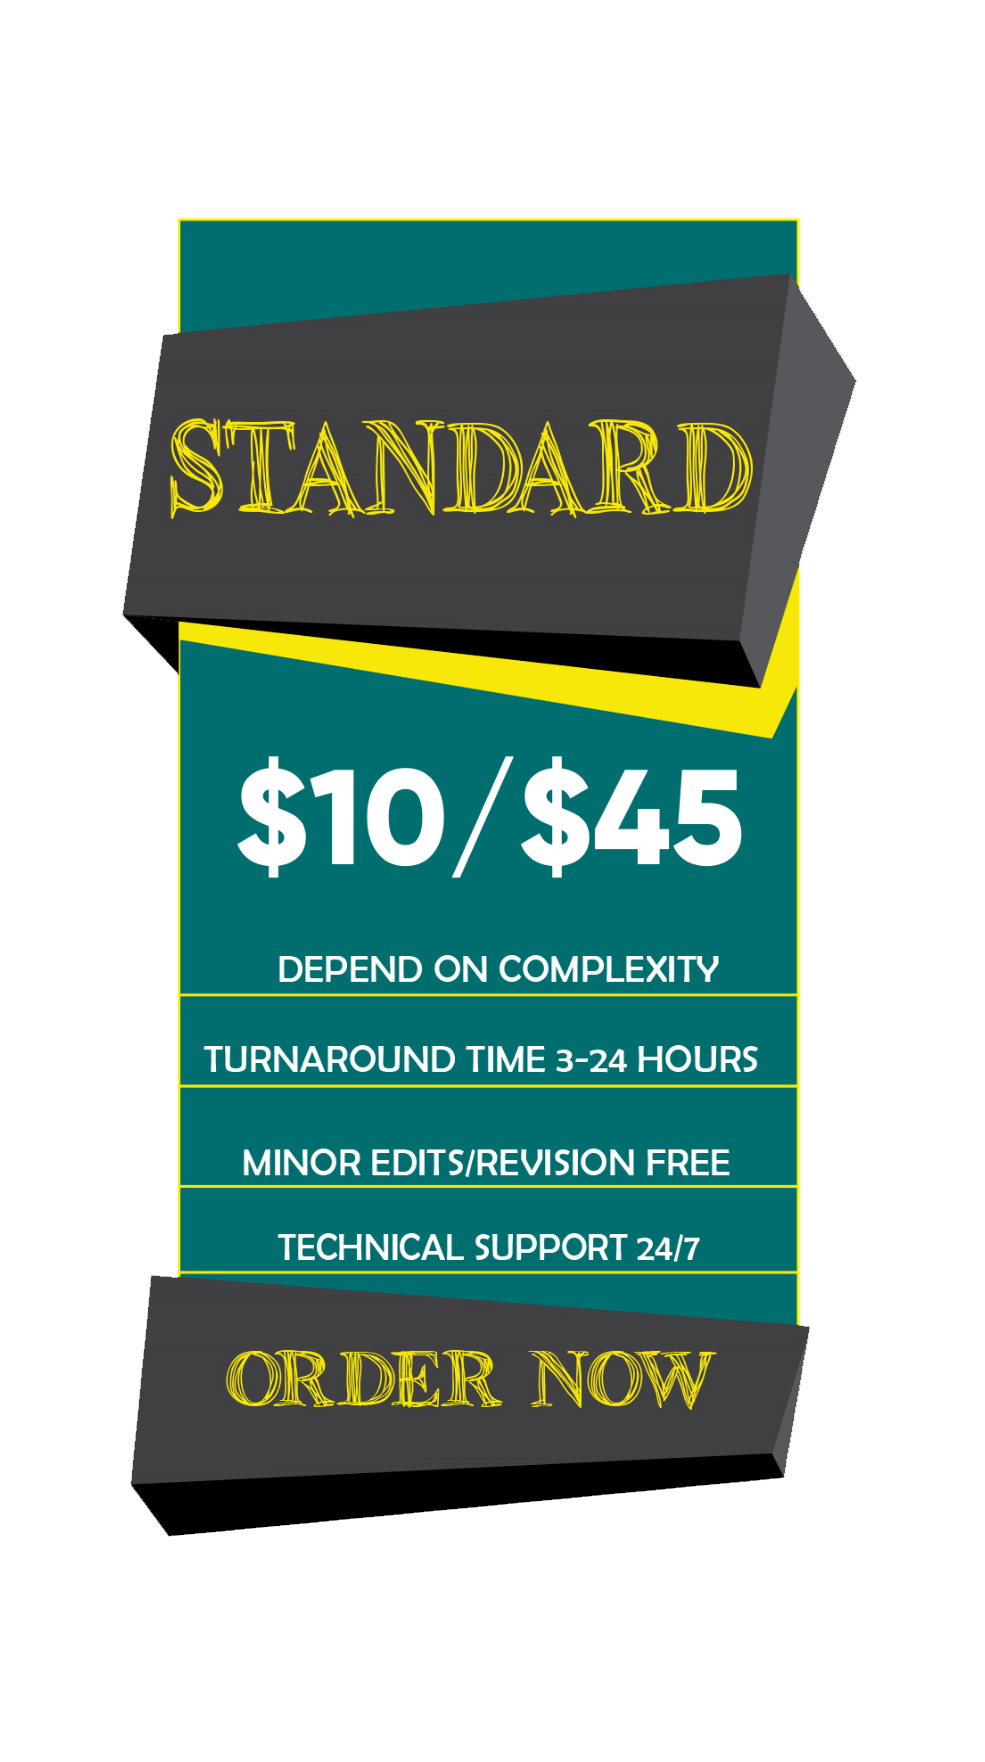 STANDARD
$10/$45
DEPEND ON COMPLEXITY
TURNAROUND TIME 3-24 HOURS
MINOR EDITS/REVISION FREE
TECHNICAL SUPPORT 24/7
ORDER NOW